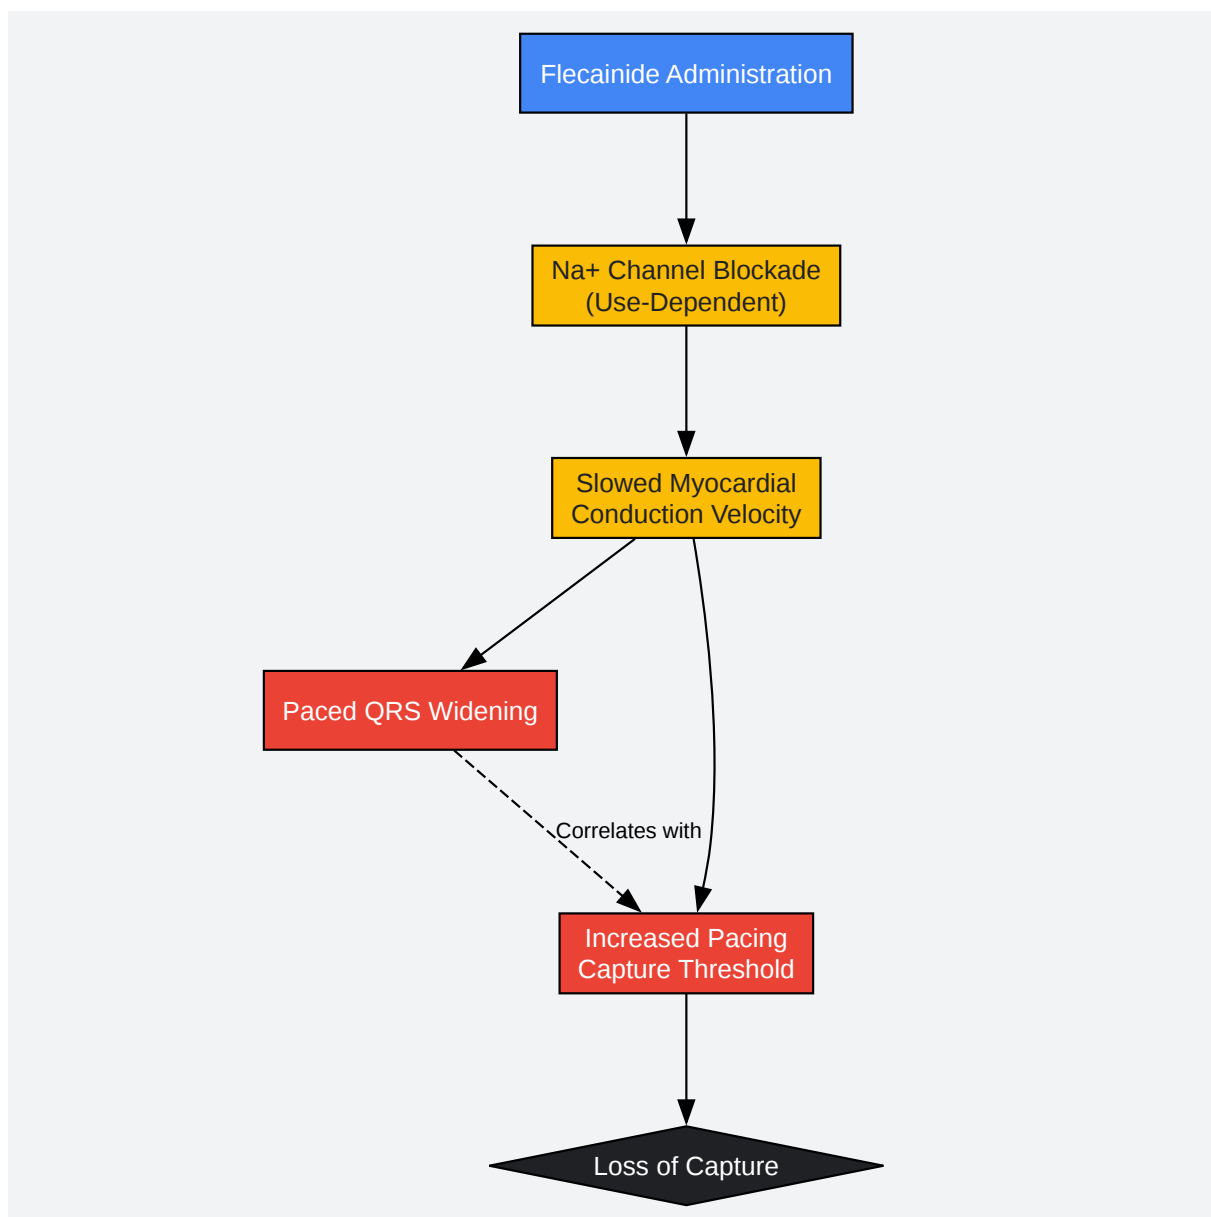 Flecainide Administration
Na+ Channel Blockade
(Use-Dependent)
Slowed Myocardial
Conduction Velocity
Paced QRS Widening
Correlates with
Increased Pacing
Capture Threshold
Loss of Capture